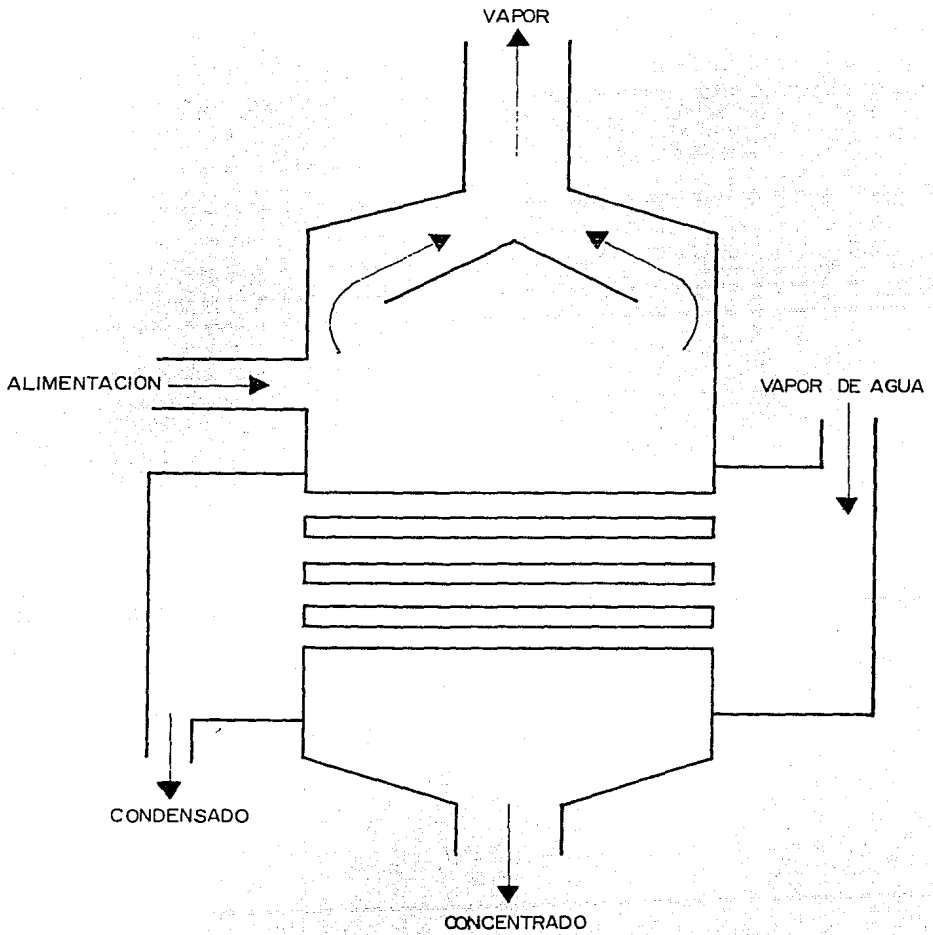 VAPOR
ALIMENTACION
VAPOR DE AGUA
CONDENSADO
CONCENTRADO